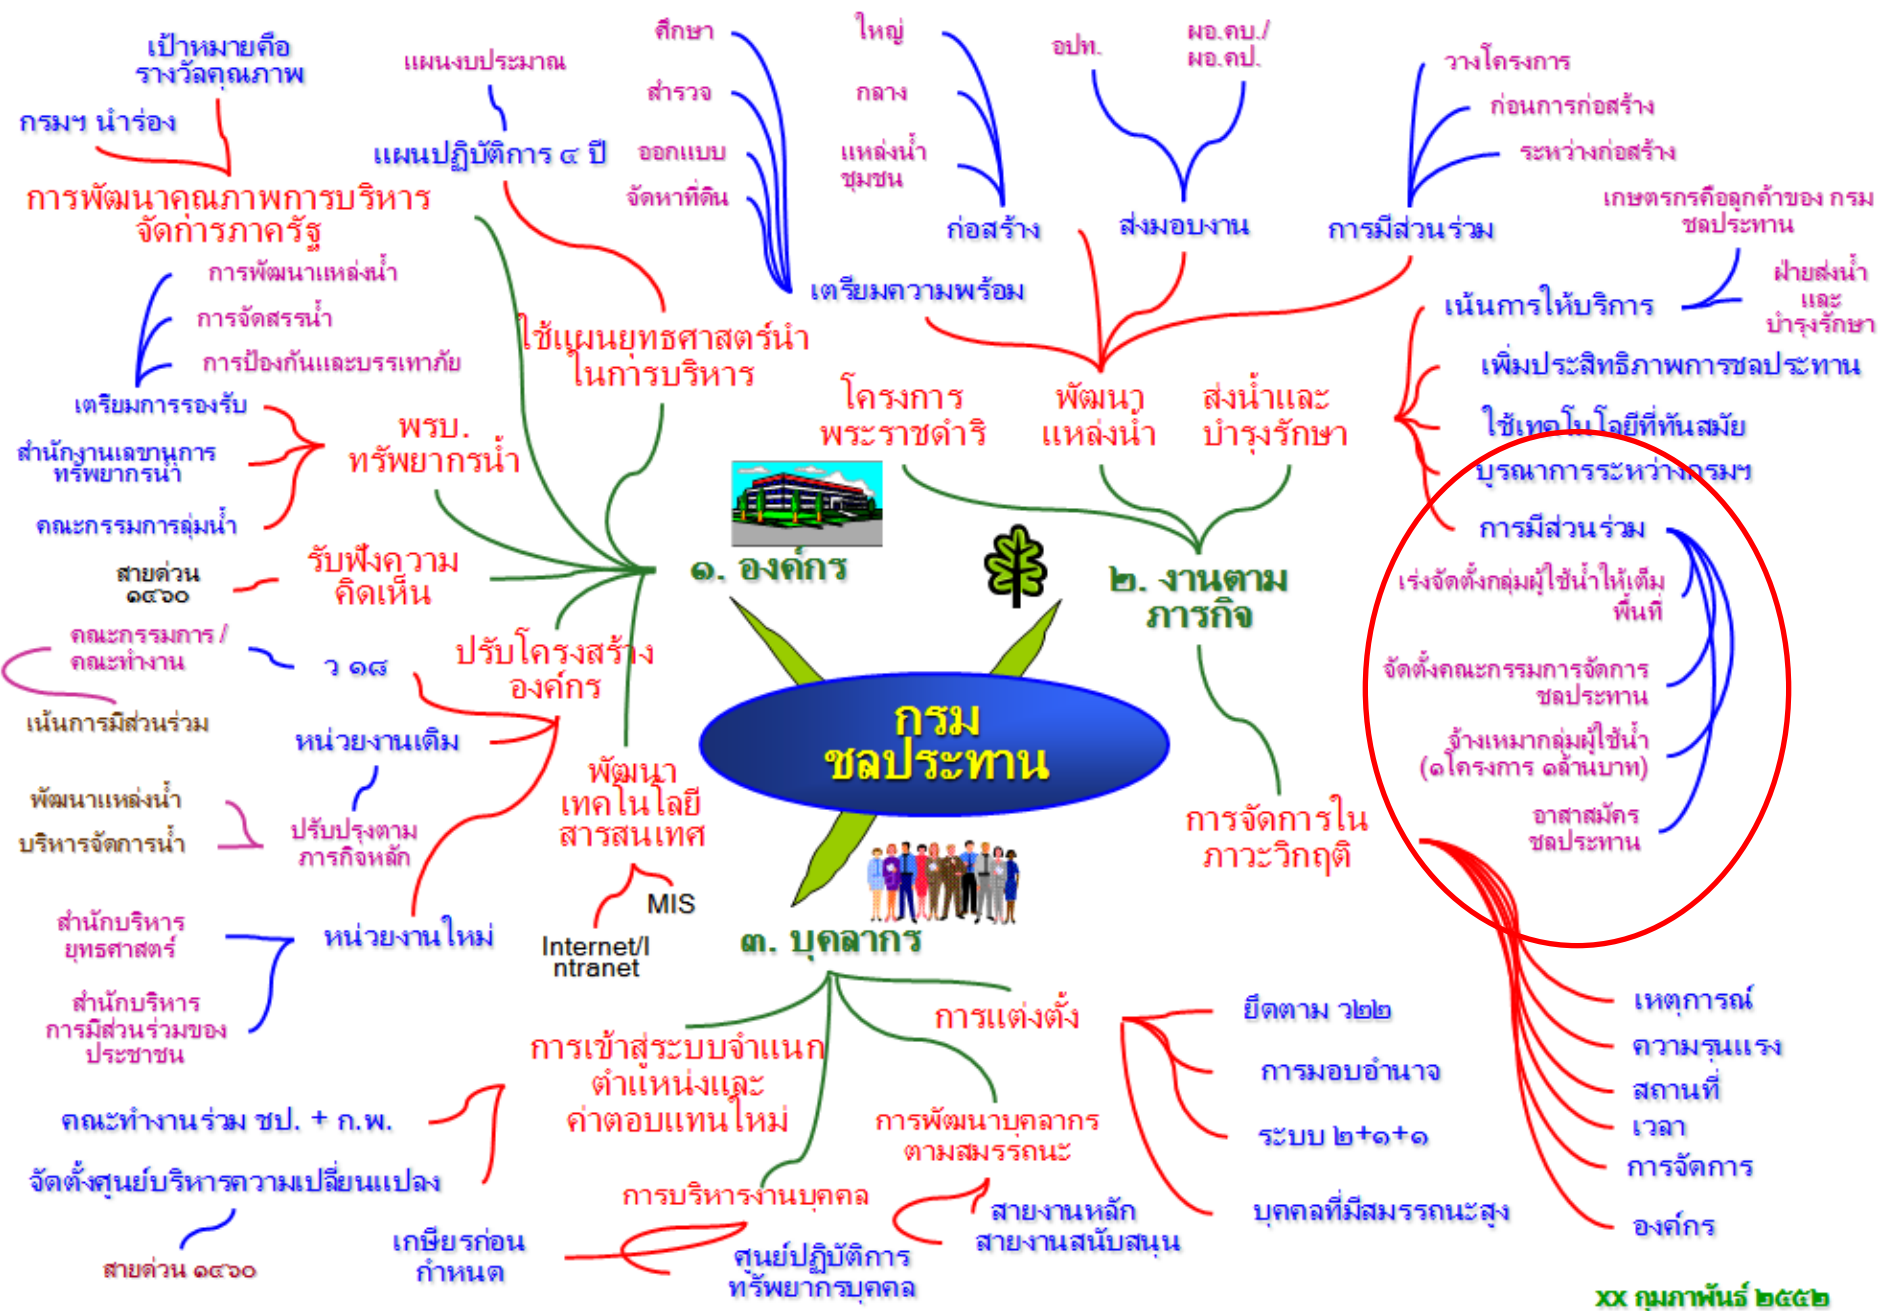 เป้าหมายคือ
รางวัลคุณภาพ
กรมฯ นำร่อง
การพัฒนาคุณภาพการบริหาร
จัดการภาครัฐ
แผนงบประมาณ
แผนปฏิบัติการ ๔ ปี
ใช้แผนยุทธศาสตร์นำ
ในการบริหาร
การพัฒนาแหล่งน้ำ
การจัดสรรน้ำ
การป้องกันและบรรเทาภัย
เตรียมการรองรับ
สำนักงานเลขานุการ
ทรัพยากรน้ำ
คณะกรรมการลุ่มน้ำ
พรบ.
ทรัพยากรน้ำ
สายด่วน
๑๔๖๐
รับฟังความ
คิดเห็น
คณะกรรมการ /
คณะทำงาน
ว ๑๘
เน้นการมีส่วนร่วม
ปรับโครงสร้าง
องค์กร
หน่วยงานเดิม
พัฒนาแหล่งน้ำ
บริหารจัดการน้ำ
ปรับปรุงตาม
ภารกิจหลัก
หน่วยงานใหม่
สำนักบริหาร
ยุทธศาสตร์
สำนักบริหาร
การมีส่วนร่วมของ
ประชาชน
พัฒนา
เทคโนโลยี
สารสนเทศ
MIS
Internet/I
ntranet
๑. องค์กร
ศึกษา
สำรวจ
ออกแบบ
จัดหาที่ดิน
เตรียมความพร้อม
ใหญ่
กลาง
แหล่งน้ำ
ชุมชน
ก่อสร้าง
อปท.
ผอ.คบ./
ผอ.คป.
ส่งมอบงาน
วางโครงการ
ก่อนการก่อสร้าง
ระหว่างก่อสร้าง
การมีส่วนร่วม
เกษตรกรคือลูกค้าของ กรม
ชลประทาน
ฝ่ายส่งน้ำ
และ
บำรุงรักษา
เน้นการให้บริการ
เพิ่มประสิทธิภาพการชลประทาน
ใช้เทคโนโลยีที่ทันสมัย
บูรณาการระหว่างกรมฯ
การมีส่วนร่วม
เร่งจัดตั้งกลุ่มผู้ใช้น้ำให้เต็ม
พื้นที่
จัดตั้งคณะกรรมการจัดการ
ชลประทาน
จ้างเหมากลุ่มผู้ใช้น้ำ
(๑โครงการ ๑ล้านบาท)
อาสาสมัคร
ชลประทาน
โครงการ
พระราชดำริ
พัฒนา
แหล่งน้ำ
ส่งน้ำและ
บำรุงรักษา
๒. งานตาม
ภารกิจ
กรม
ชลประทาน
การจัดการใน
ภาวะวิกฤติ
เหตุการณ์
ความรุนแรง
สถานที่
เวลา
การจัดการ
องค์กร
๓. บุคลากร
การแต่งตั้ง
ยึดตาม ว๒๒
การมอบอำนาจ
ระบบ ๒+๑+๑
บุคคลที่มีสมรรถนะสูง
การเข้าสู่ระบบจำแนก
ตำแหน่งและ
ค่าตอบแทนใหม่
คณะทำงานร่วม ชป. + ก.พ.
จัดตั้งศูนย์บริหารความเปลี่ยนแปลง
สายด่วน ๑๔๖๐
การพัฒนาบุคลากร
ตามสมรรถนะ
สายงานหลัก
สายงานสนับสนุน
การบริหารงานบุคคล
เกษียรก่อน
กำหนด
ศูนย์ปฏิบัติการ
ทรัพยากรบุคคล
xx กุมภาพันธ์ ๒๕๕๒